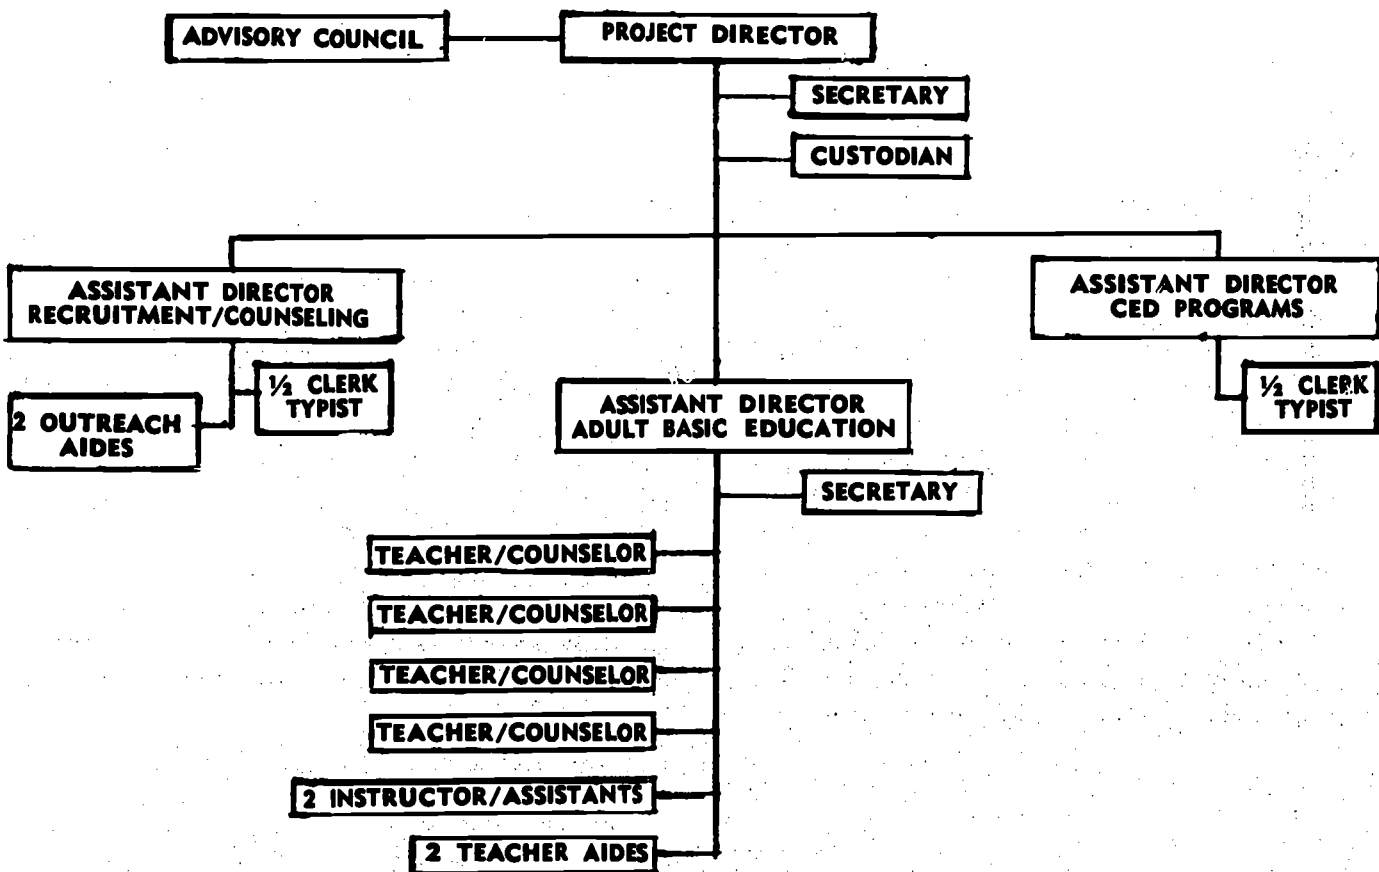 ADVISORY COUNCIL
PROJECT DIRECTOR
SECRETARY
CUSTODIAN
ASSISTANT DIRECTOR
RECRUITMENT/COUNSELING
ASSISTANT DIRECTOR
CED PROGRAMS
½ CLERK
TYPIST
2 OUTREACH
AIDES
ASSISTANT DIRECTOR
ADULT BASIC EDUCATION
½ CLERK
TYPIST
SECRETARY
TEACHER/COUNSELOR
TEACHER/COUNSELOR
TEACHER/COUNSELOR
TEACHER/COUNSELOR
2 INSTRUCTOR/ASSISTANTS
2 TEACHER AIDES